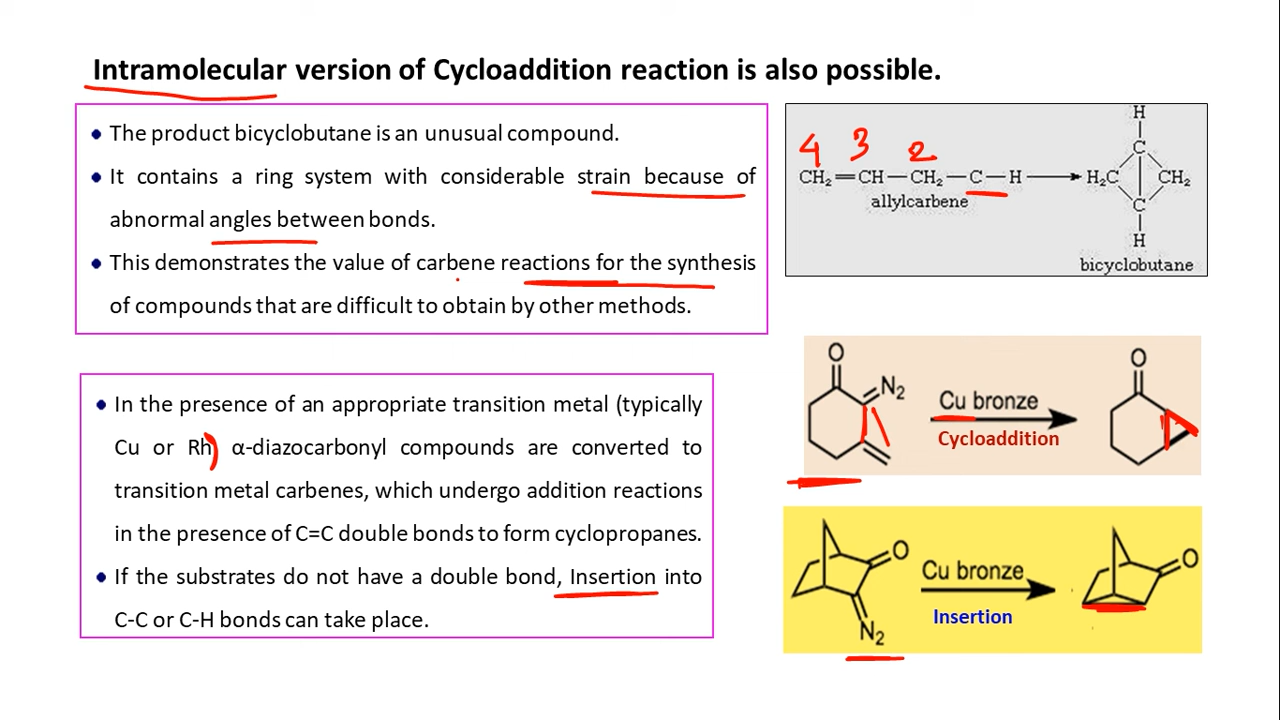 Intramolecular version of Cycloaddition reaction is also possible.
• The product bicyclobutane is an unusual compound.
• It contains a ring system with considerable strain because of
abnormal angles between bonds.
• This demonstrates the value of carbene reactions for the synthesis
of compounds that are difficult to obtain by other methods.
4 3 2
CH₂=CH—CH₂—C—H
allylcarbene
H
C
H₂C CH₂
C
H
bicyclobutane
• In the presence of an appropriate transition metal (typically
Cu or Rh) α-diazocarbonyl compounds are converted to
transition metal carbenes, which undergo addition reactions
in the presence of C=C double bonds to form cyclopropanes.
• If the substrates do not have a double bond, Insertion into
C-C or C-H bonds can take place.
O
N₂
Cu bronze
Cycloaddition
O
O
N₂
Cu bronze
Insertion
O